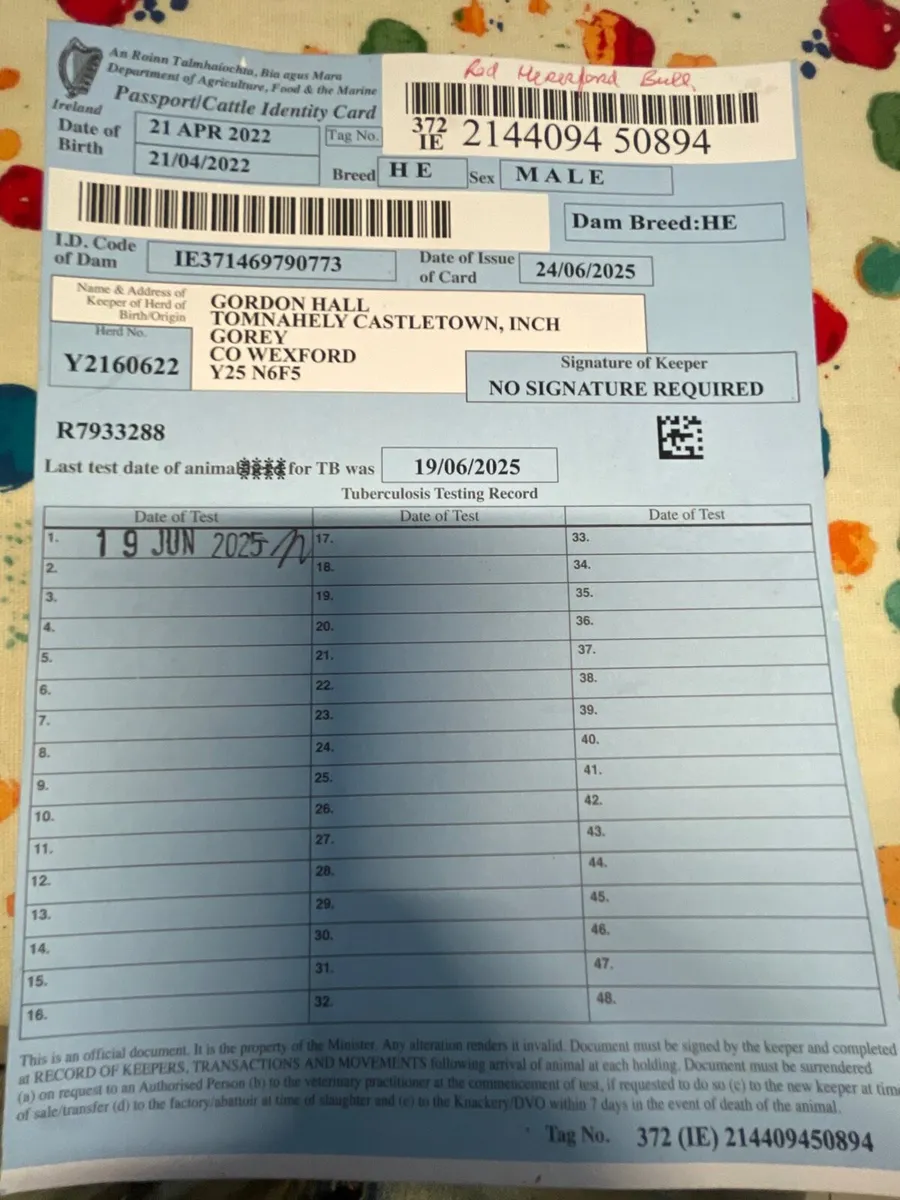 Red Hereford Bull,
An Roinn Talmhaíochta, Bia agus Mara
Department of Agriculture, Food & the Marine
Ireland
Passport/Cattle Identity Card
Date of Birth
21 APR 2022
21/04/2022
Tag No.
372 IE 2144094 50894
Breed HE Sex MALE
Dam Breed:HE
I.D. Code of Dam
IE371469790773
Date of Issue of Card
24/06/2025
Name & Address of
Keeper of Herd of
Birth/Origin
GORDON HALL
TOMNAHELY CASTLETOWN, INCH
GOREY
CO WEXFORD
Y25 N6F5
Herd No.
Y2160622
Signature of Keeper
NO SIGNATURE REQUIRED
R7933288
Last test date of animal for TB was 19/06/2025
Tuberculosis Testing Record
Date of Test Date of Test Date of Test
1. 19 JUN 2025 17. 33.
2. 18. 34.
3. 19. 35.
4. 20. 36.
5. 21. 37.
6. 22. 38.
7. 23. 39.
8. 24. 40.
9. 25. 41.
10. 26. 42.
11. 27. 43.
12. 28. 44.
13. 29. 45.
14. 30. 46.
15. 31. 47.
16. 32. 48.
This is an official document. It is the property of the Minister. Any alteration renders it invalid. Document must be signed by the keeper and completed
at RECORD OF KEEPERS, TRANSACTIONS AND MOVEMENTS following arrival of animal at each holding. Document must be surrendered
(a) on request to an Authorised Person (b) to the veterinary practitioner at the commencement of test, if requested to do so (c) to the new keeper at time
of sale/transfer (d) to the factory/abattoir at time of slaughter and (e) to the Knackery/DVO within 7 days in the event of death of the animal.
Tag No. 372 (IE) 214409450894